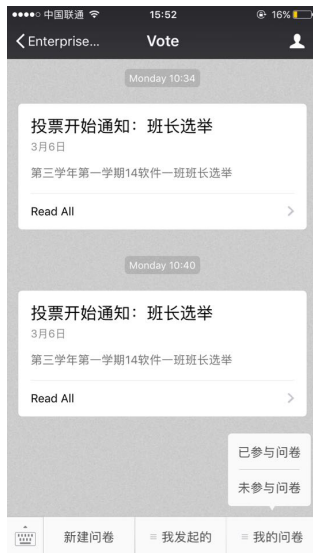 中国联通 15:52 16%
Enterprise... Vote
Monday 10:34
投票开始通知：班长选举
3月6日
第三学年第一学期14软件一班班长选举
Read All
Monday 10:40
投票开始通知：班长选举
3月6日
第三学年第一学期14软件一班班长选举
Read All
已参与问卷
未参与问卷
新建问卷 我发起的 我的问卷